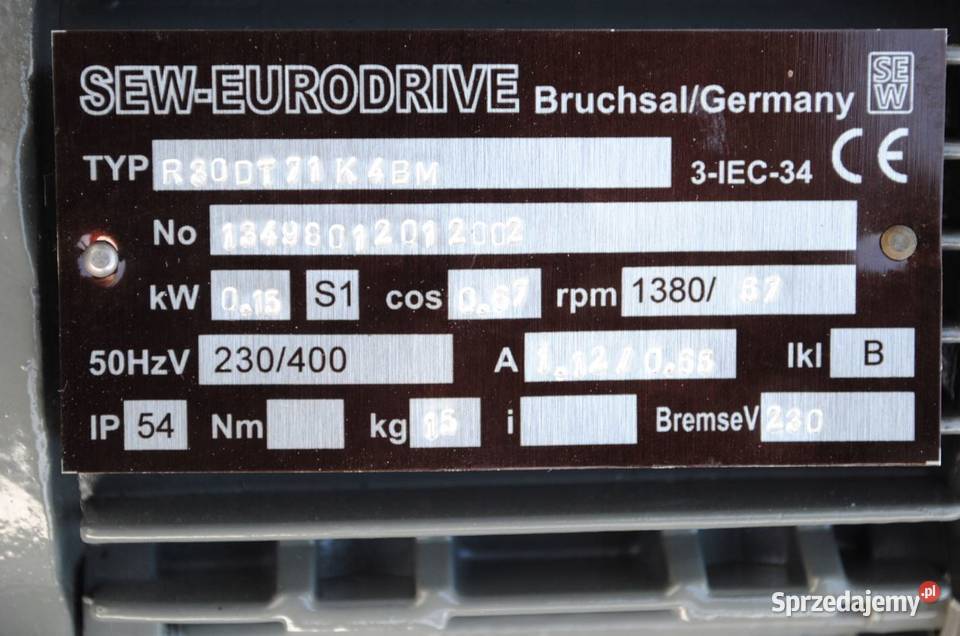 SEW-EURODRIVE Bruchsal/Germany SEW
TYP R30DT71K4BM 3-IEC-34 CE
No 1349601201 2002
kW 0.15 S1 cos 0.67 rpm 1380/
50HzV 230/400 A 1.12/0.65 Ikl B
IP 54 Nm kg 15 i BremseV 230
Sprzedajemy.pl